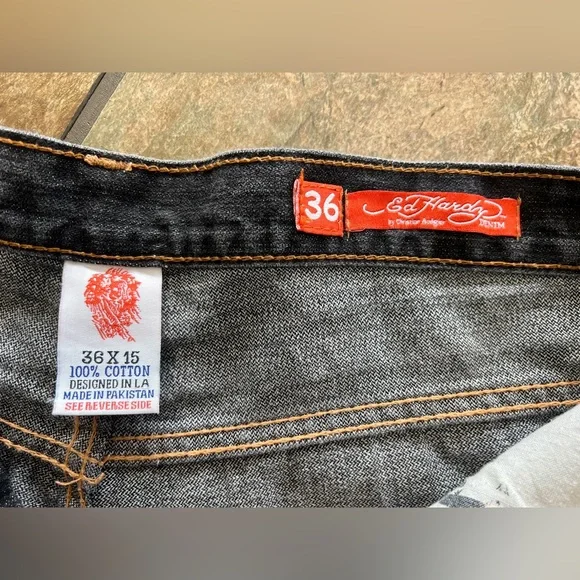 36
Ed Hardy
by Christian Audigier DENIM
36 X 15
100% COTTON
DESIGNED IN LA
MADE IN PAKISTAN
SEE REVERSE SIDE